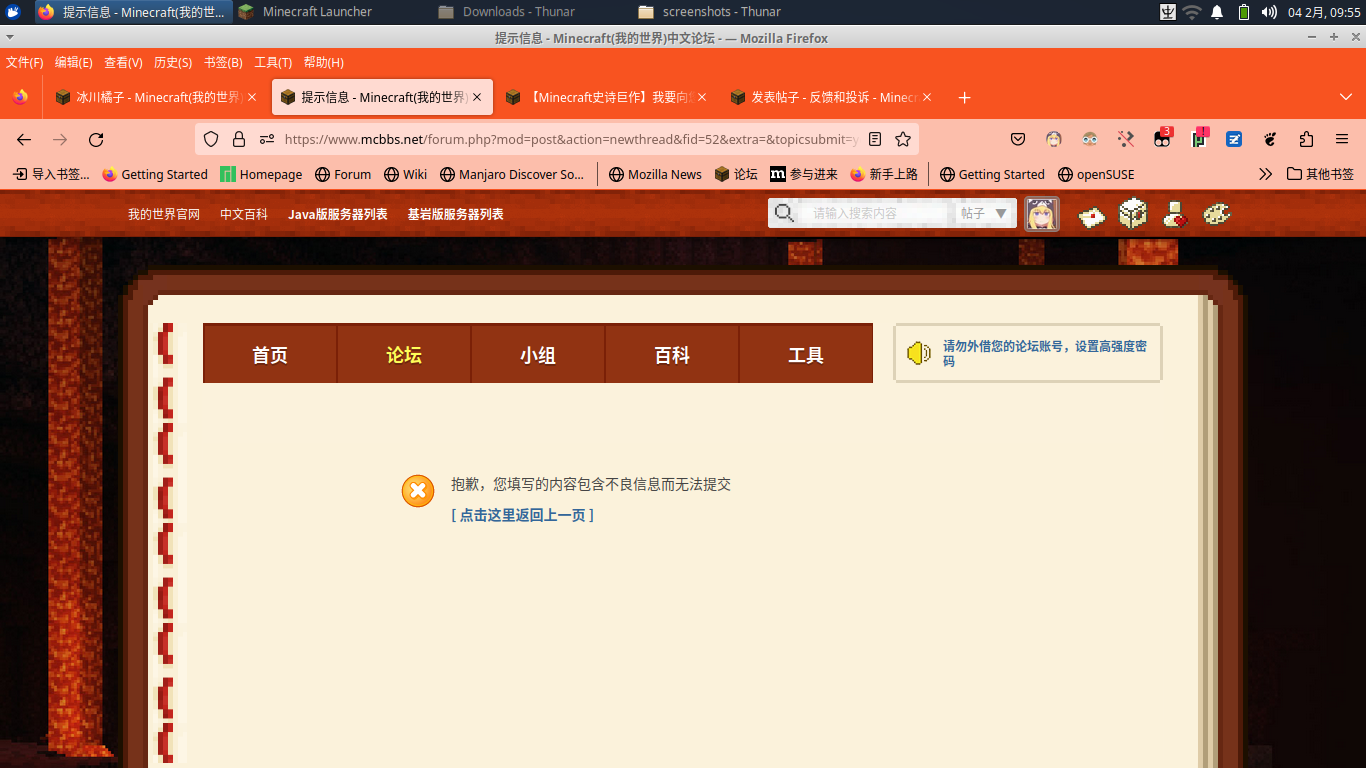 提示信息 - Minecraft(我的世...
Minecraft Launcher
Downloads - Thunar
screenshots - Thunar
04 2月, 09:55
提示信息 - Minecraft(我的世界)中文论坛 - — Mozilla Firefox
文件(F) 编辑(E) 查看(V) 历史(S) 书签(B) 工具(T) 帮助(H)
冰川橘子 - Minecraft(我的世界)
提示信息 - Minecraft(我的世界)
【Minecraft史诗巨作】我要向
发表帖子 - 反馈和投诉 - Minecr
https://www.mcbbs.net/forum.php?mod=post&action=newthread&fid=52&extra=&topicsubmit=y
3
!
导入书签... Getting Started Homepage Forum Wiki Manjaro Discover So... Mozilla News 论坛 参与进来 新手上路 Getting Started openSUSE 其他书签
我的世界官网 中文百科 Java版服务器列表 基岩版服务器列表
请输入搜索内容 帖子
首页 论坛 小组 百科 工具
请勿外借您的论坛账号，设置高强度密
码
抱歉，您填写的内容包含不良信息而无法提交
[ 点击这里返回上一页 ]